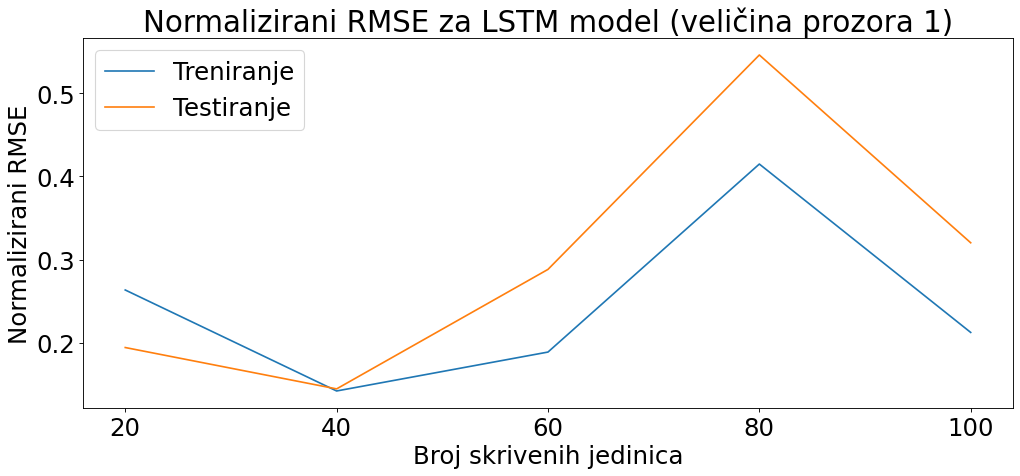 Normalizirani RMSE za LSTM model (veličina prozora 1)
Treniranje
Testiranje
Normalizirani RMSE
0.5
0.4
0.3
0.2
20 40 60 80 100
Broj skrivenih jedinica